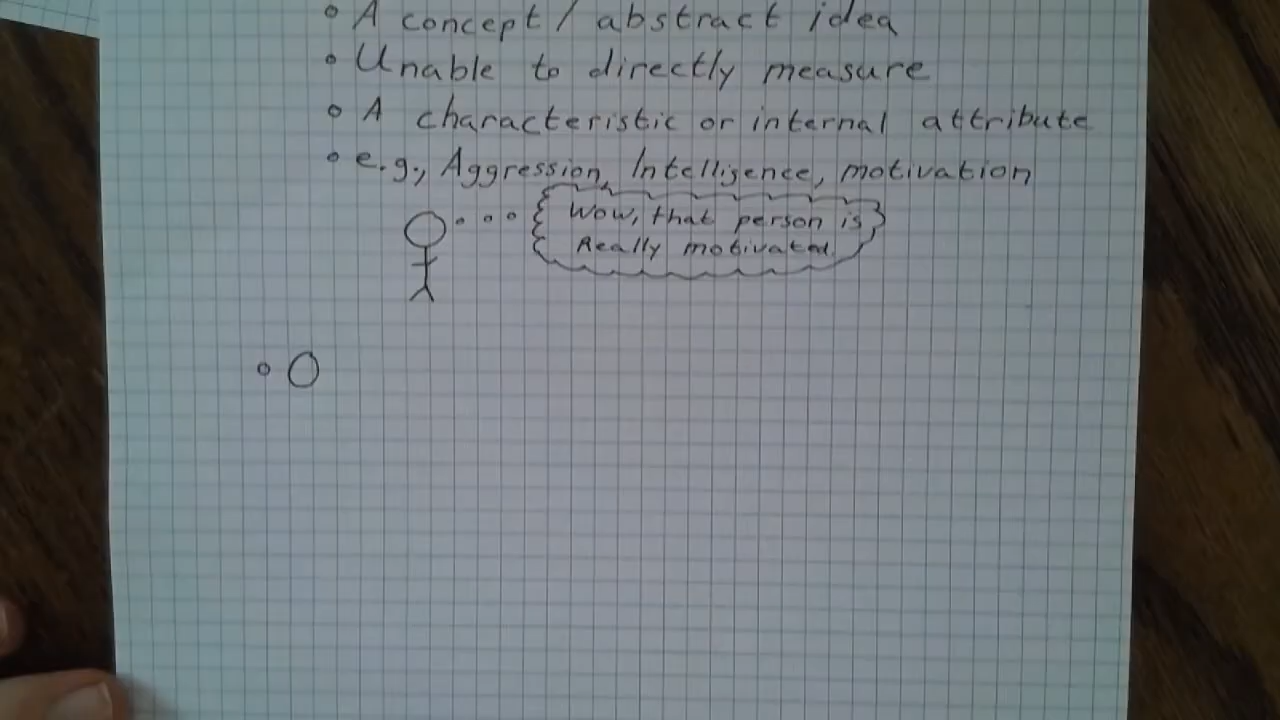 • A concept / abstract idea
• Unable to directly measure
• A characteristic or internal attribute
• e.g., Aggression, Intelligence, motivation
Wow, that person is
Really motivated
• O